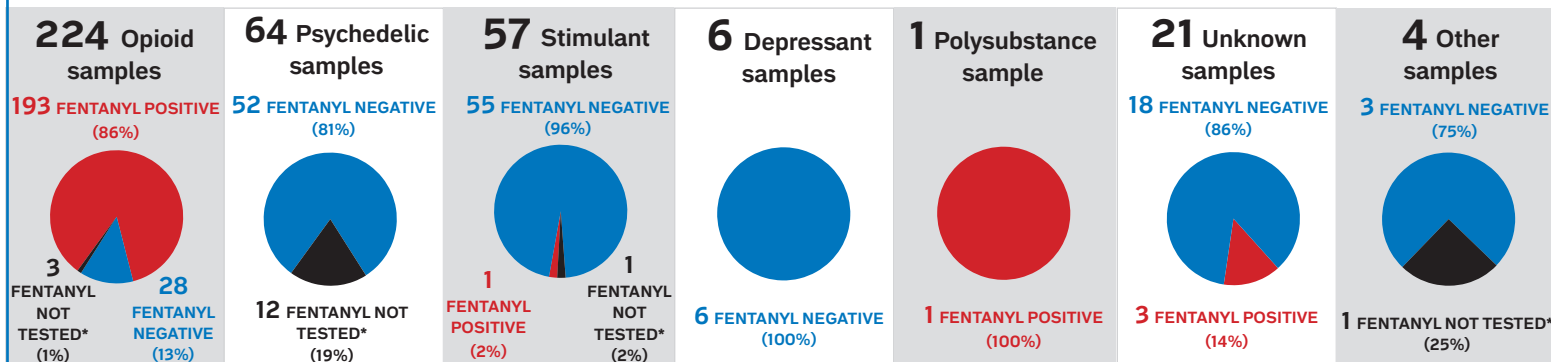 224 Opioid
samples
193 FENTANYL POSITIVE
(86%)
3
FENTANYL
NOT
TESTED*
(1%)
28
FENTANYL
NEGATIVE
(13%)
64 Psychedelic
samples
52 FENTANYL NEGATIVE
(81%)
12 FENTANYL NOT
TESTED*
(19%)
57 Stimulant
samples
55 FENTANYL NEGATIVE
(96%)
1
FENTANYL
POSITIVE
(2%)
1
FENTANYL
NOT
TESTED*
(2%)
6 Depressant
samples
6 FENTANYL NEGATIVE
(100%)
1 Polysubstance
sample
1 FENTANYL POSITIVE
(100%)
21 Unknown
samples
18 FENTANYL NEGATIVE
(86%)
3 FENTANYL POSITIVE
(14%)
4 Other
samples
3 FENTANYL NEGATIVE
(75%)
1 FENTANYL NOT TESTED*
(25%)